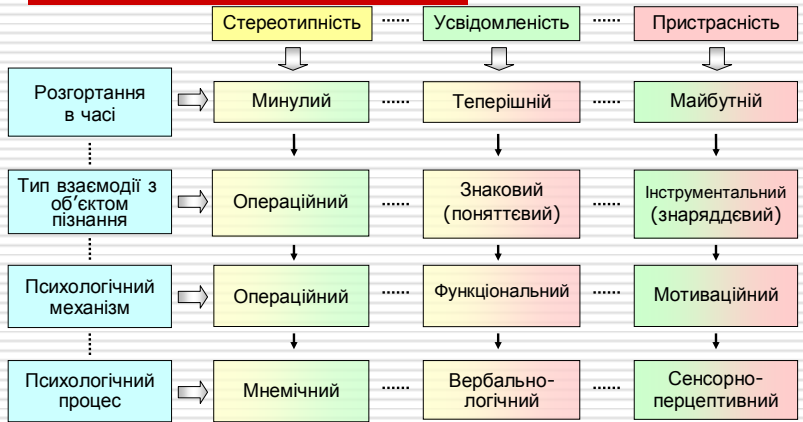 Стереотипність ...... Усвідомленість ...... Пристрасність
Розгортання
в часі
Минулий ...... Теперішній ...... Майбутній
Тип взаємодії з
об’єктом
пізнання
Операційний ......
Знаковий
(поняттєвий)
...... Інструментальний
(знаряддєвий)
Психологічний
механізм
Операційний ...... Функціональний ...... Мотиваційний
Психологічний
процес
Мнемічний ......
Вербально-
логічний
...... Сенсорно-
перцептивний